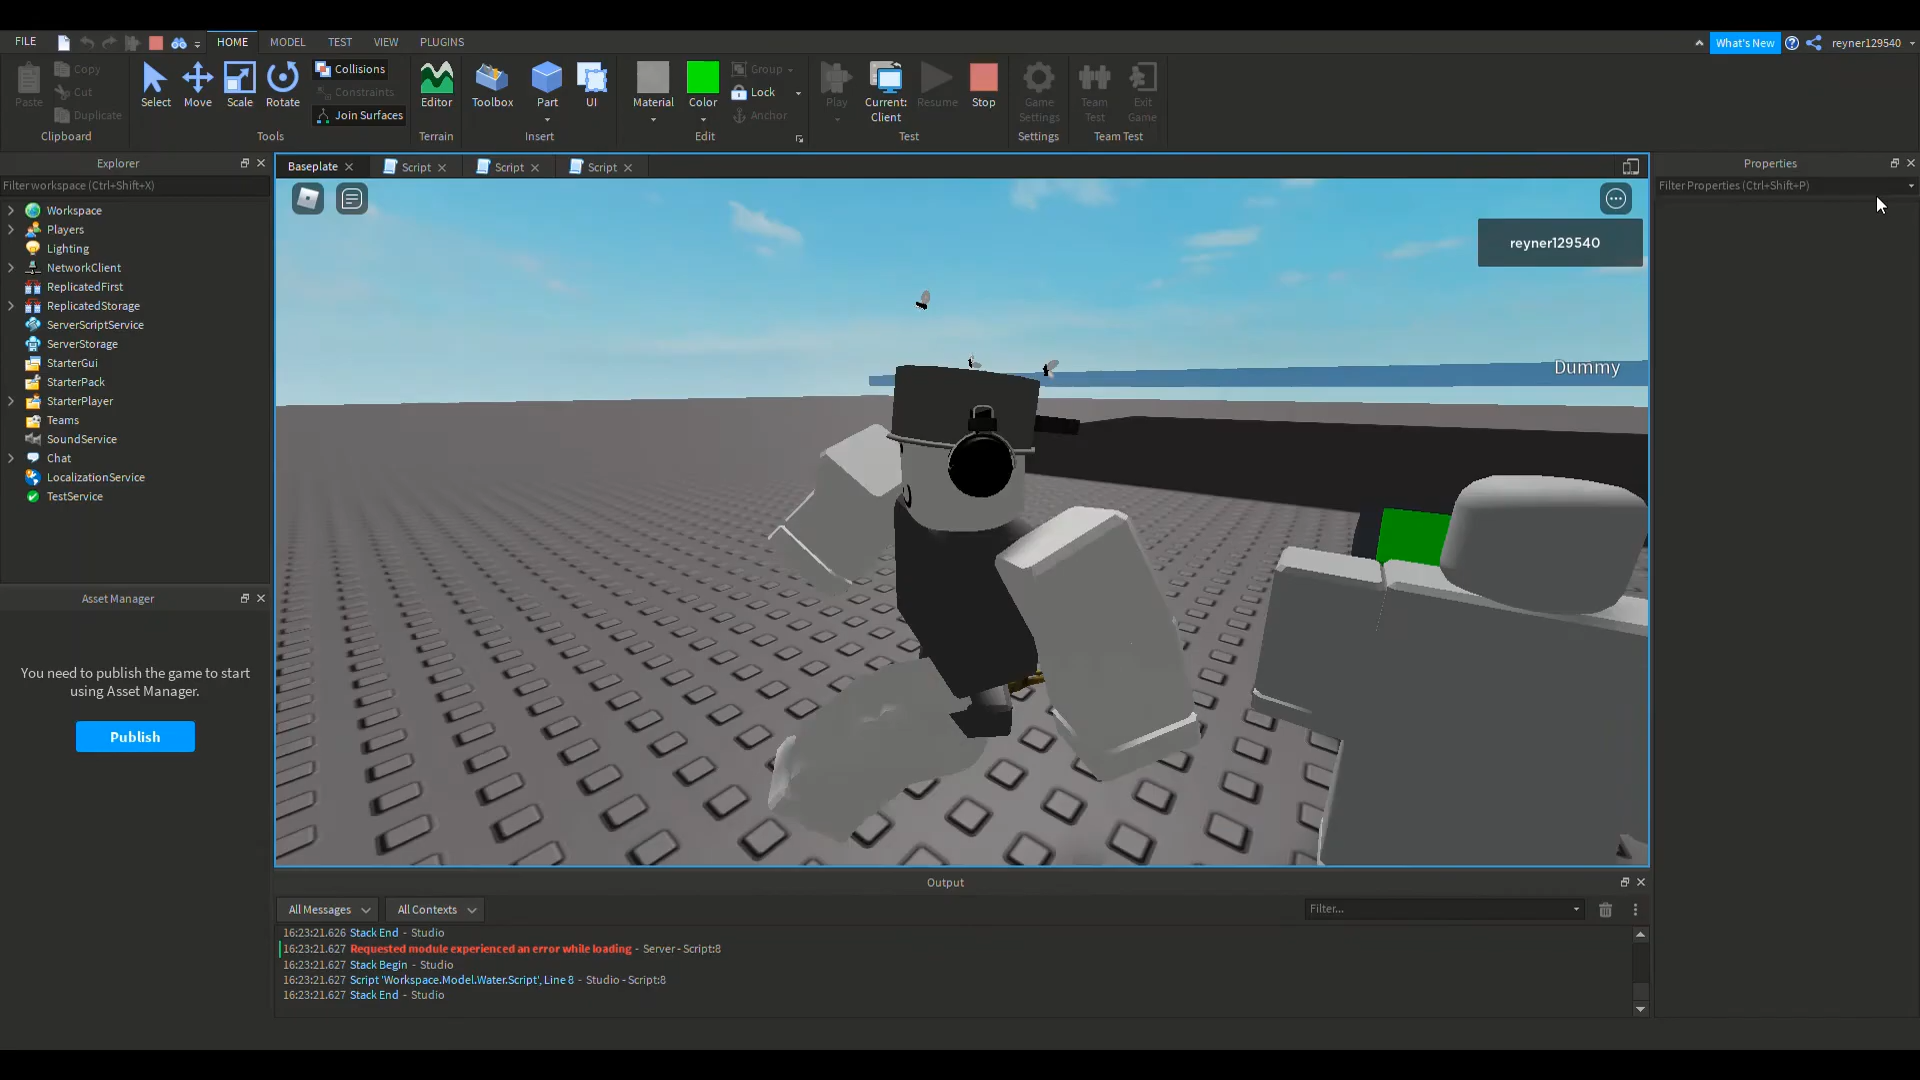 FILE HOME MODEL TEST VIEW PLUGINS What's New reyner129540
Copy Collisions Group
Cut Constraints Lock
Paste Duplicate Select Move Scale Rotate Join Surfaces Editor Toolbox Part UI Material Color Anchor Play Current: Client Resume Stop Game Settings Team Test Exit Game
Clipboard Tools Terrain Insert Edit Test Settings Team Test
Explorer
Filter workspace (Ctrl+Shift+X)
Workspace
Players
Lighting
NetworkClient
ReplicatedFirst
ReplicatedStorage
ServerScriptService
ServerStorage
StarterGui
StarterPack
StarterPlayer
Teams
SoundService
Chat
LocalizationService
TestService
Asset Manager
You need to publish the game to start
using Asset Manager.
Publish
Baseplate Script Script Script
reyner129540
Dummy
Output
All Messages All Contexts Filter...
16:23:21.626 Stack End - Studio
16:23:21.627 Requested module experienced an error while loading - Server - Script:8
16:23:21.627 Stack Begin - Studio
16:23:21.627 Script 'Workspace.Model.Water.Script', Line 8 - Studio - Script:8
16:23:21.627 Stack End - Studio
Properties
Filter Properties (Ctrl+Shift+P)